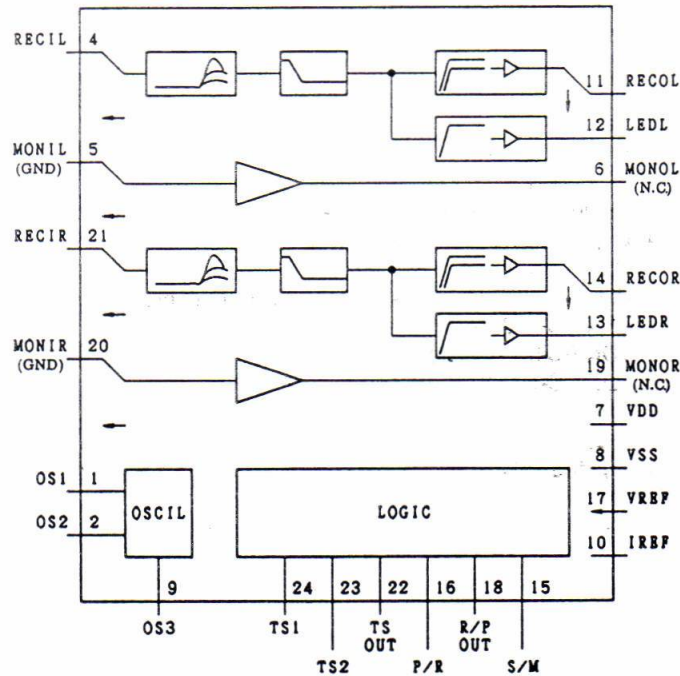 RECIL 4
11 RECOL
12 LEDL
MONIL 5
(GND)
6 MONOL
(N.C.)
RECIR 21
14 RECOR
13 LEDR
MONIR 20
(GND)
19 MONOR
(N.C.)
7 VDD
8 VSS
OS1 1
OSCIL
LOGIC
17 VREF
OS2 2
10 IREF
9 24 23 22 16 18 15
OS3 TS1 TS R/P
OUT OUT
TS2 P/R S/M